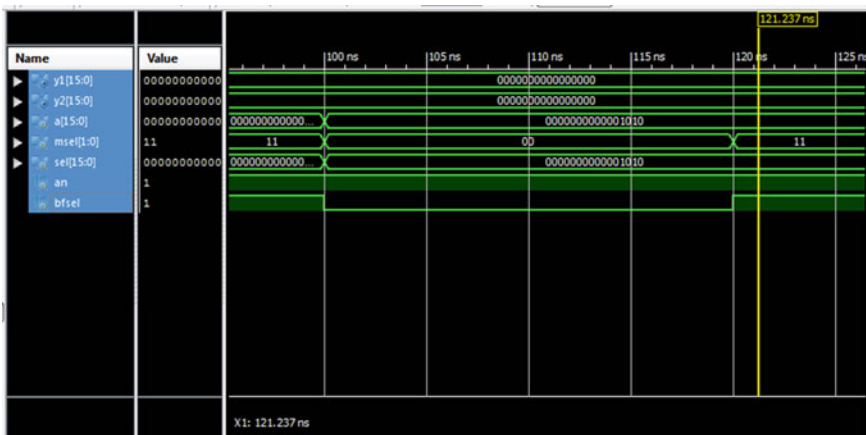 121.237 ns
Name Value 100 ns 105 ns 110 ns 115 ns 120 ns 125 ns
y1[15:0] 00000000000 0000000000000000
y2[15:0] 00000000000 0000000000000000
a[15:0] 00000000000 000000000000... 0000000000001010
msel[1:0] 11 11 00 11
sel[15:0] 00000000000 000000000000... 0000000000001010
an 1
bfsel 1
X1: 121.237 ns